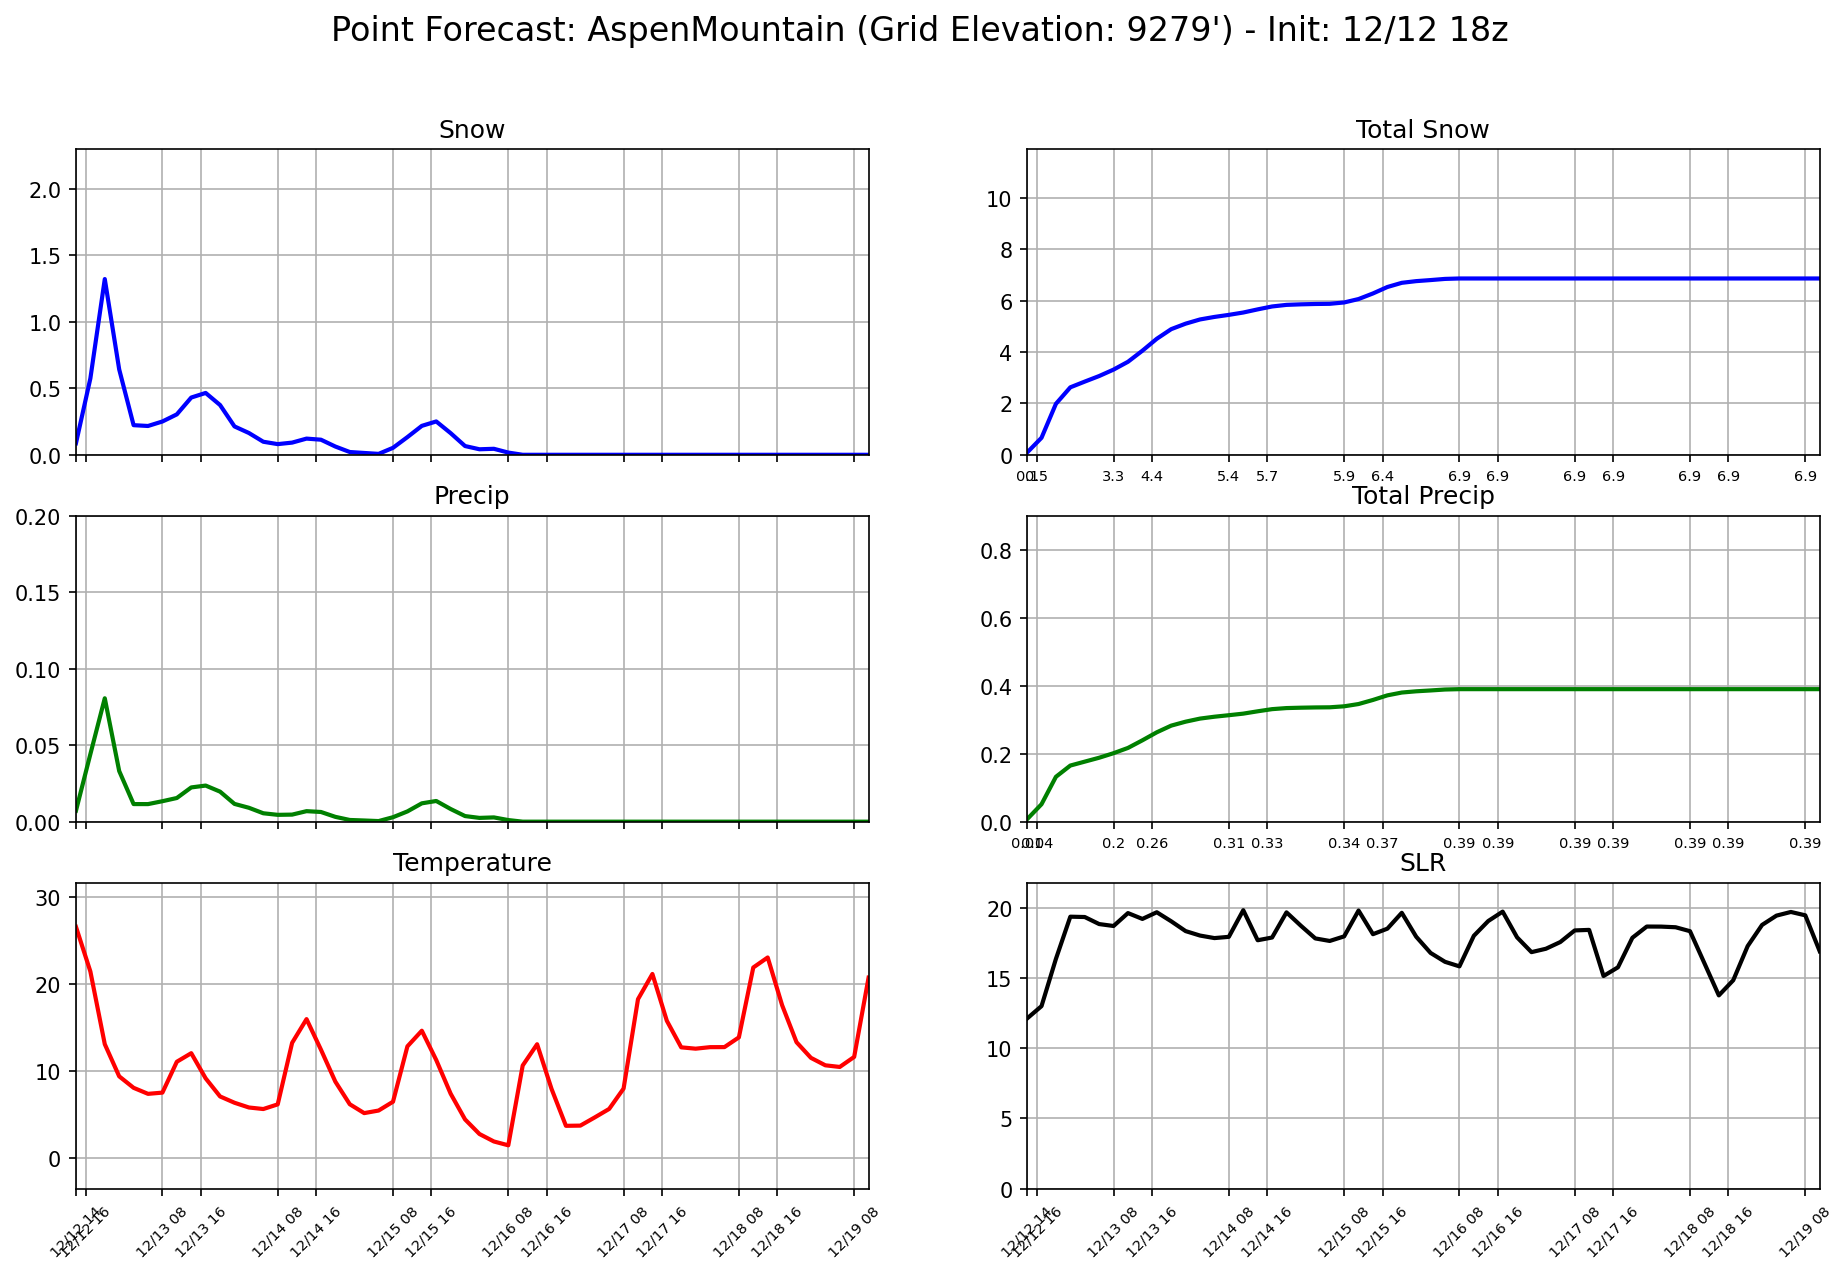 Point Forecast: AspenMountain (Grid Elevation: 9279') - Init: 12/12 18z
Snow
2.0
1.5
1.0
0.5
0.0
Total Snow
10
8
6
4
2
0
3.3 4.4 5.4 5.7 5.9 6.4 6.9 6.9 6.9 6.9 6.9 6.9 6.9
Precip
0.20
0.15
0.10
0.05
0.00
Total Precip
0.8
0.6
0.4
0.2
0.0
0.2 0.26 0.31 0.33 0.34 0.37 0.39 0.39 0.39 0.39 0.39 0.39 0.39
Temperature
30
20
10
0
12/12 16 12/13 08 12/13 16 12/14 08 12/14 16 12/15 08 12/15 16 12/16 08 12/16 16 12/17 08 12/17 16 12/18 08 12/18 16 12/19 08
SLR
20
15
10
5
0
12/12 16 12/13 08 12/13 16 12/14 08 12/14 16 12/15 08 12/15 16 12/16 08 12/16 16 12/17 08 12/17 16 12/18 08 12/18 16 12/19 08